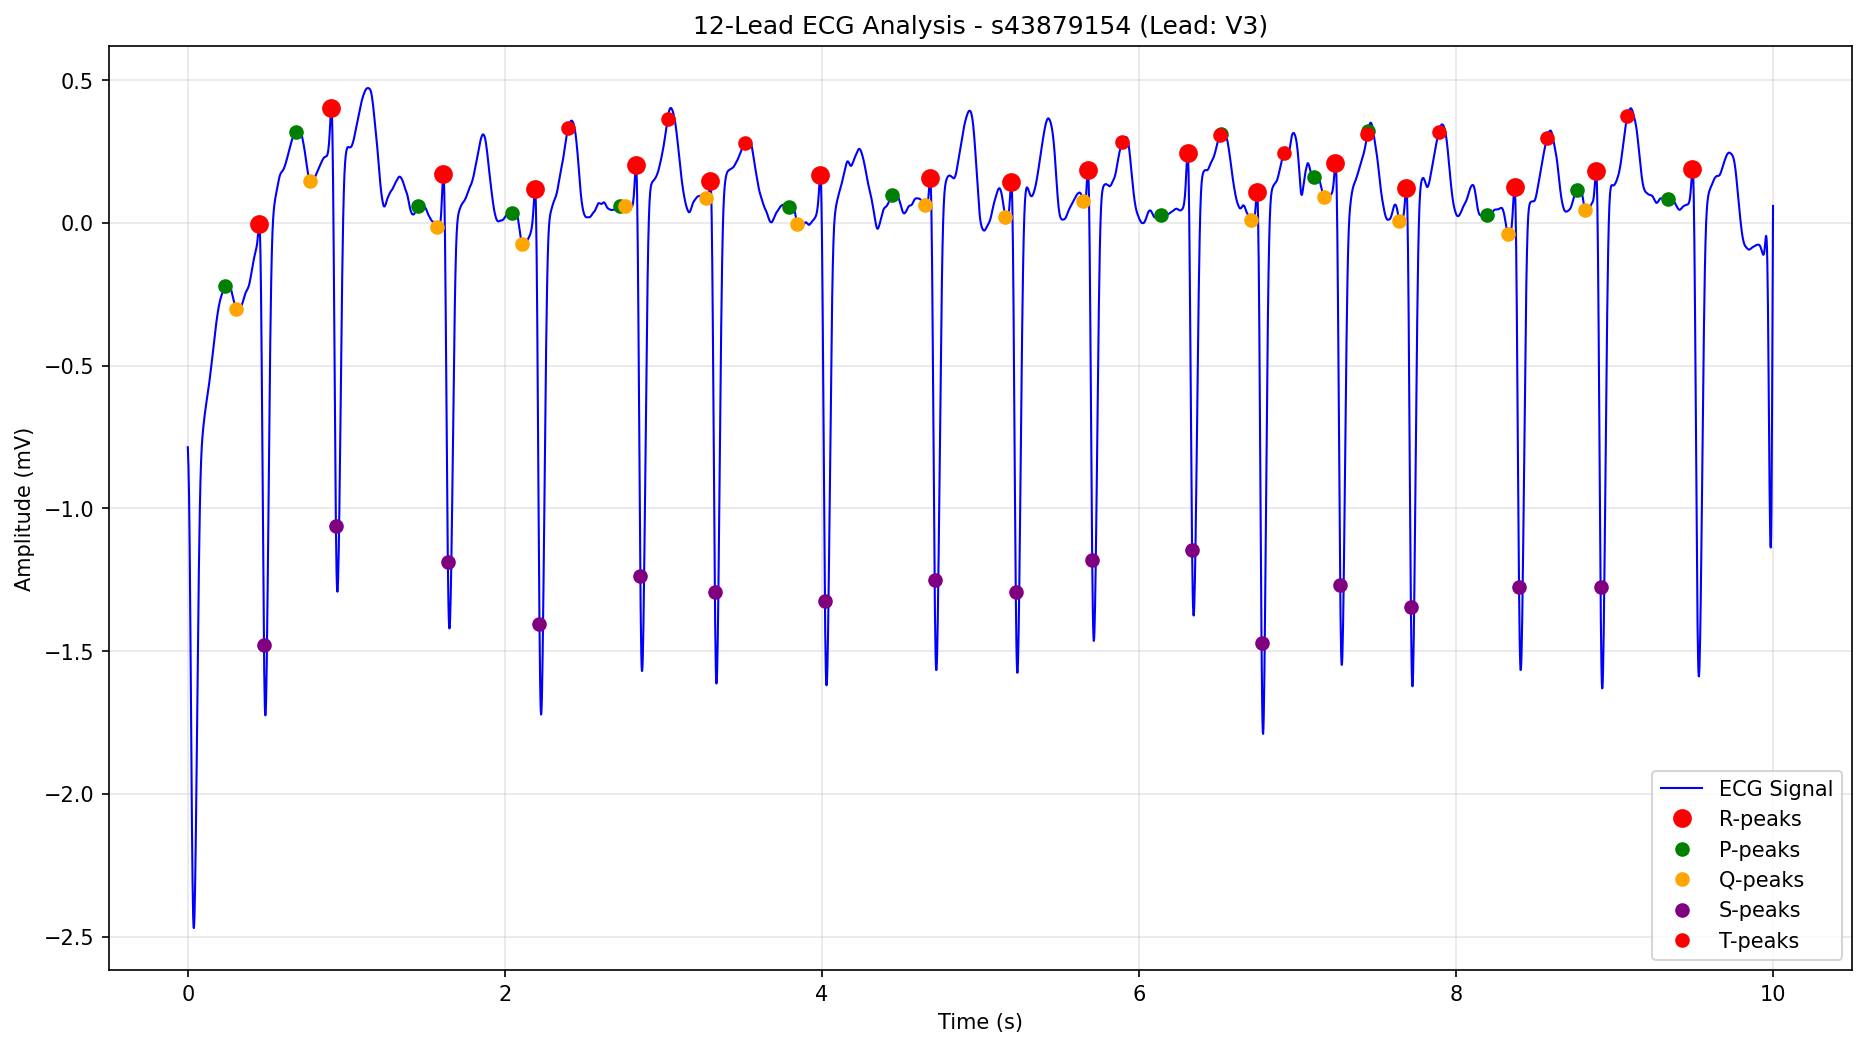 12-Lead ECG Analysis - s43879154 (Lead: V3)
Amplitude (mV)
0.5
0.0
−0.5
−1.0
−1.5
−2.0
−2.5
ECG Signal
R-peaks
P-peaks
Q-peaks
S-peaks
T-peaks
0 2 4 6 8 10
Time (s)